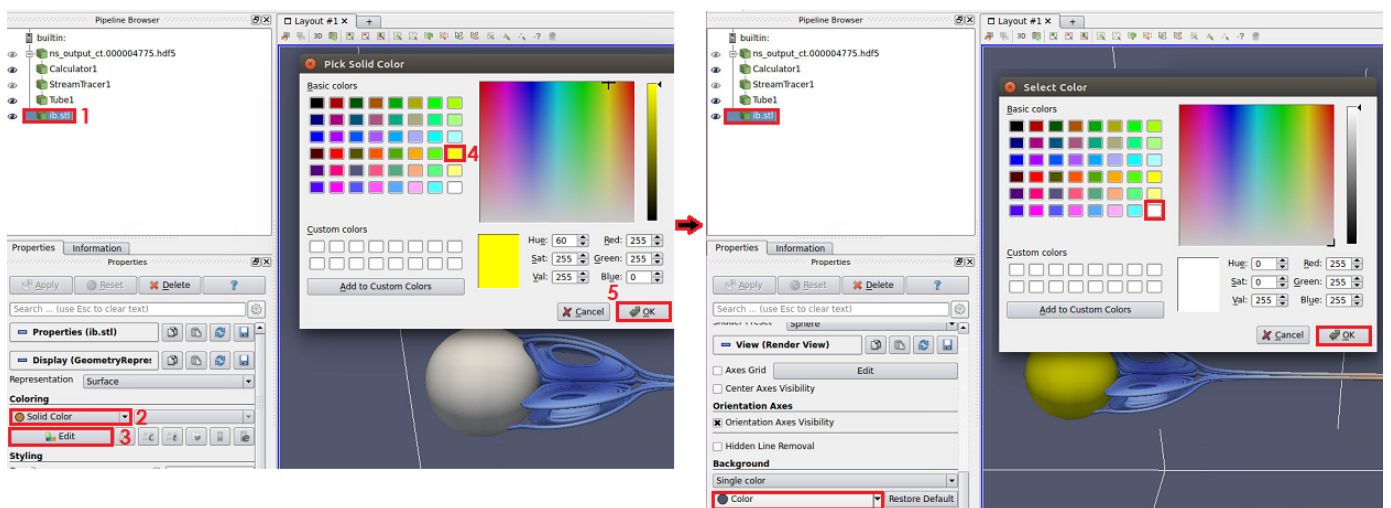 Pipeline Browser
builtin:
ns_output_ct.000004775.hdf5
Calculator1
StreamTracer1
Tube1
ib.stl 1
Properties Information
Properties
Apply Reset Delete ?
Search ... (use Esc to clear text)
Properties (ib.stl)
Display (GeometryRepre:
Representation Surface
Coloring
Solid Color 2
Edit 3
Styling
Layout #1 × +
3D
Pick Solid Color
Basic colors
4
Custom colors
Add to Custom Colors
Hue: 60 Red: 255
Sat: 255 Green: 255
Val: 255 Blue: 0
5
Cancel OK
Pipeline Browser
builtin:
ns_output_ct.000004775.hdf5
Calculator1
StreamTracer1
Tube1
ib.stl
Properties Information
Properties
Apply Reset Delete ?
Search ... (use Esc to clear text)
Shader Preset Sphere
View (Render View)
Axes Grid Edit
Center Axes Visibility
Orientation Axes
Orientation Axes Visibility
Hidden Line Removal
Background
Single color
Color Restore Default
Layout #1 × +
3D
Select Color
Basic colors
Custom colors
Add to Custom Colors
Hue: 0 Red: 255
Sat: 0 Green: 255
Val: 255 Blue: 255
Cancel OK